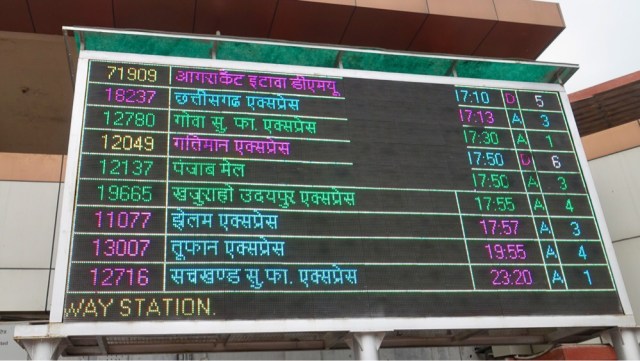 71909 आगराकैंट इटावा डीएमयू 17:10 D 5
18237 छत्तीसगढ एक्सप्रेस 17:13 A 3
12780 गोवा सु. फा. एक्सप्रेस 17:30 A 1
12049 गतिमान एक्सप्रेस 17:50 D 6
12137 पंजाब मेल 17:50 A 3
19665 खजुराहो उदयपुर एक्सप्रेस 17:55 A 4
11077 झेलम एक्सप्रेस 17:57 A 3
13007 तूफान एक्सप्रेस 19:55 A 4
12716 सचखण्ड सु.फा. एक्सप्रेस 23:20 A 1
WAY STATION.